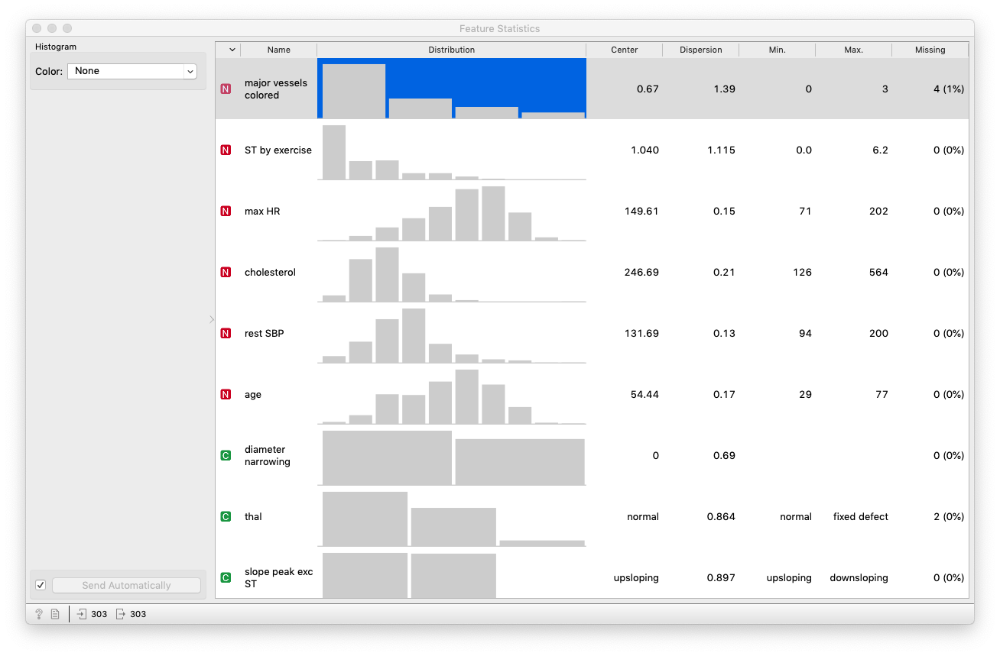 Feature Statistics
Histogram
Color: None
Name Distribution Center Dispersion Min. Max. Missing
N major vessels colored 0.67 1.39 0 3 4 (1%)
N ST by exercise 1.040 1.115 0.0 6.2 0 (0%)
N max HR 149.61 0.15 71 202 0 (0%)
N cholesterol 246.69 0.21 126 564 0 (0%)
N rest SBP 131.69 0.13 94 200 0 (0%)
N age 54.44 0.17 29 77 0 (0%)
C diameter narrowing 0 0.69 0 (0%)
C thal normal 0.864 normal fixed defect 2 (0%)
C slope peak exc ST upsloping 0.897 upsloping downsloping 0 (0%)
Send Automatically
? 303 303